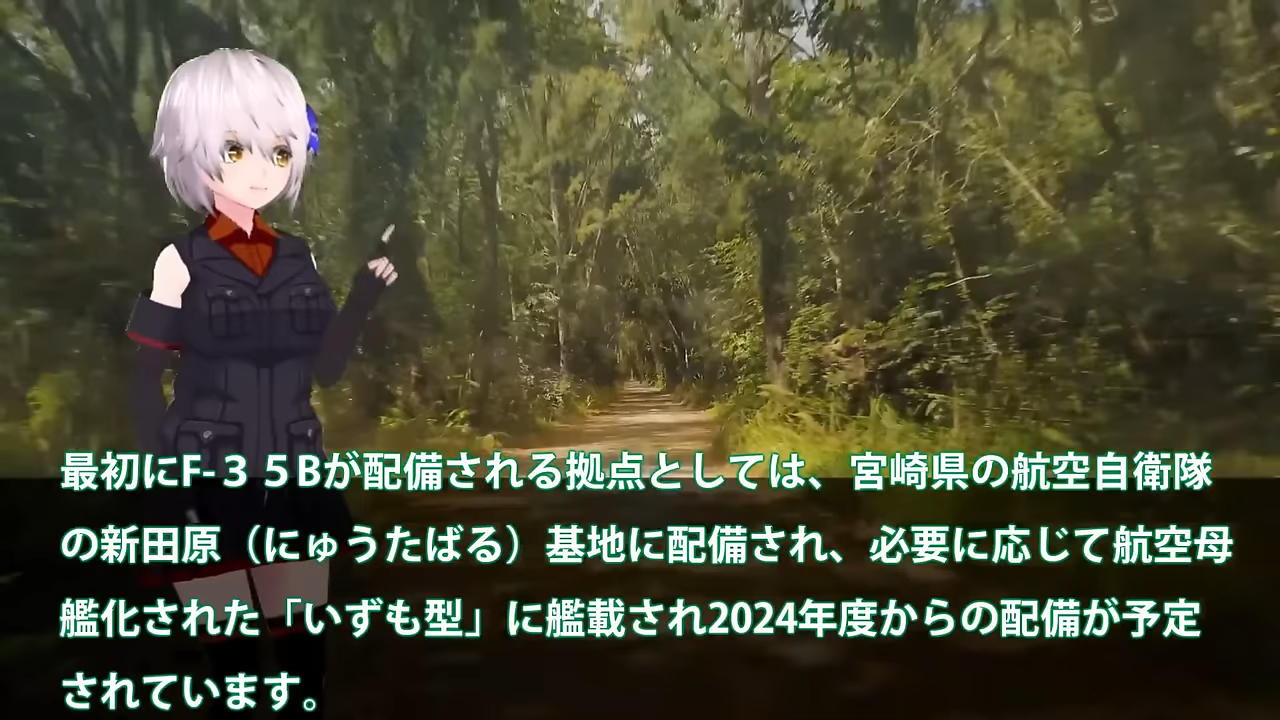 最初にF-３５Bが配備される拠点としては、宮崎県の航空自衛隊
の新田原（にゅうたばる）基地に配備され、必要に応じて航空母
艦化された「いずも型」に艦載され2024年度からの配備が予定
されています。